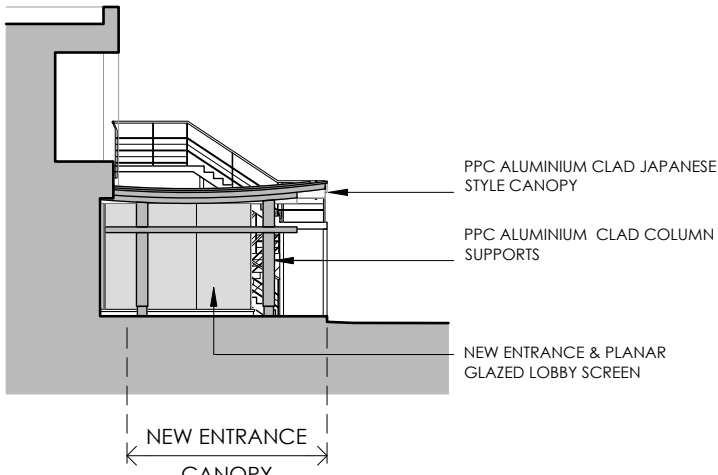 PPC ALUMINIUM CLAD JAPANESE
STYLE CANOPY
PPC ALUMINIUM CLAD COLUMN
SUPPORTS
NEW ENTRANCE & PLANAR
GLAZED LOBBY SCREEN
NEW ENTRANCE
CANOPY